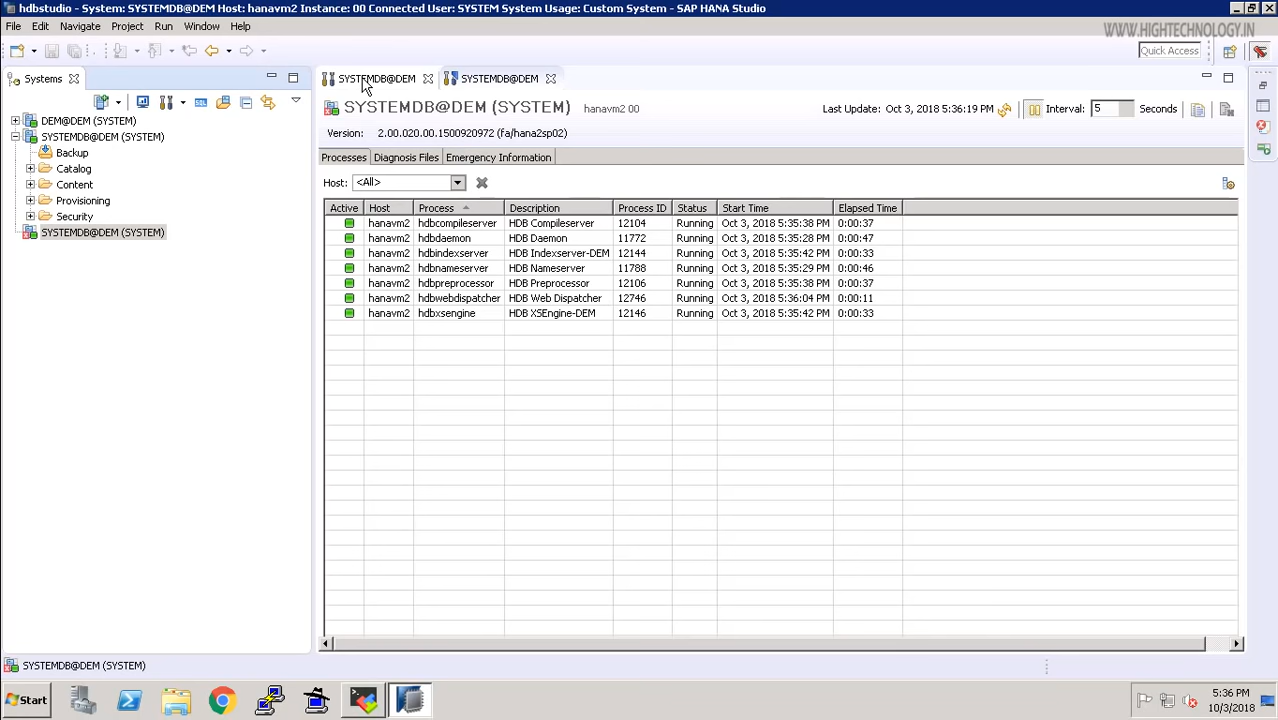 hdbstudio - System: SYSTEMDB@DEM Host: hanavm2 Instance: 00 Connected User: SYSTEM System Usage: Custom System - SAP HANA Studio
File Edit Navigate Project Run Window Help
WWW.HIGHTECHNOLOGY.IN
Quick Access
Systems
SYSTEMDB@DEM
SYSTEMDB@DEM
SYSTEMDB@DEM (SYSTEM) hanavm2 00
Last Update: Oct 3, 2018 5:36:19 PM
Interval: 5 Seconds
Version: 2.00.020.00.1500920972 (fa/hana2sp02)
Processes Diagnosis Files Emergency Information
Host: <All>
DEM@DEM (SYSTEM)
SYSTEMDB@DEM (SYSTEM)
Backup
Catalog
Content
Provisioning
Security
SYSTEMDB@DEM (SYSTEM)
Active Host Process Description Process ID Status Start Time Elapsed Time
hanavm2 hdbcompileserver HDB Compileserver 12104 Running Oct 3, 2018 5:35:38 PM 0:00:37
hanavm2 hdbdaemon HDB Daemon 11772 Running Oct 3, 2018 5:35:28 PM 0:00:47
hanavm2 hdbindexserver HDB Indexserver-DEM 12144 Running Oct 3, 2018 5:35:42 PM 0:00:33
hanavm2 hdbnameserver HDB Nameserver 11788 Running Oct 3, 2018 5:35:29 PM 0:00:46
hanavm2 hdbpreprocessor HDB Preprocessor 12106 Running Oct 3, 2018 5:35:38 PM 0:00:37
hanavm2 hdbwebdispatcher HDB Web Dispatcher 12746 Running Oct 3, 2018 5:36:04 PM 0:00:11
hanavm2 hdbxsengine HDB XSEngine-DEM 12146 Running Oct 3, 2018 5:35:42 PM 0:00:33
SYSTEMDB@DEM (SYSTEM)
Start
5:36 PM
10/3/2018